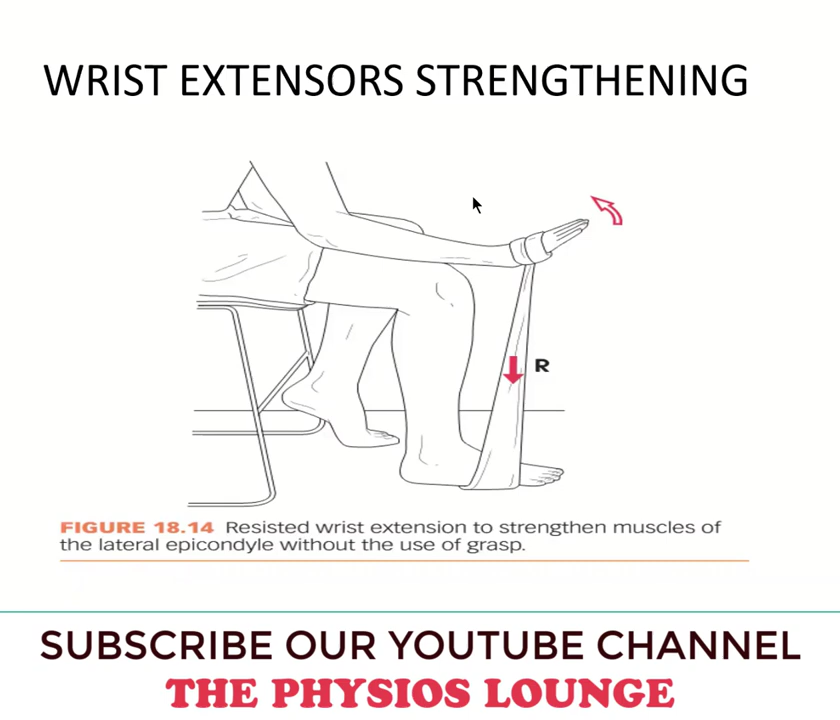 WRIST EXTENSORS STRENGTHENING
R
FIGURE 18.14 Resisted wrist extension to strengthen muscles of
the lateral epicondyle without the use of grasp.
SUBSCRIBE OUR YOUTUBE CHANNEL
THE PHYSIOS LOUNGE